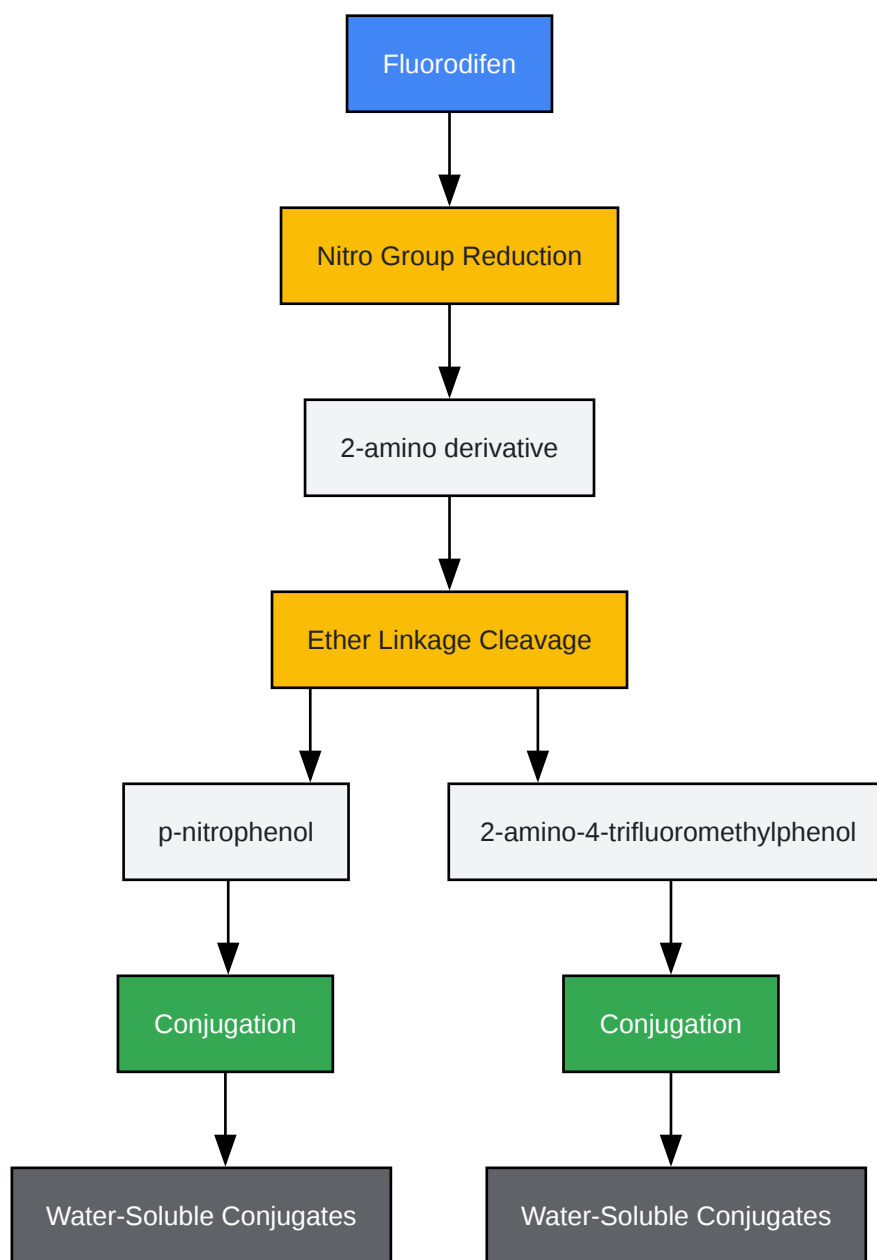 Fluorodifen
Nitro Group Reduction
2-amino derivative
Ether Linkage Cleavage
p-nitrophenol
2-amino-4-trifluoromethylphenol
Conjugation
Conjugation
Water-Soluble Conjugates
Water-Soluble Conjugates